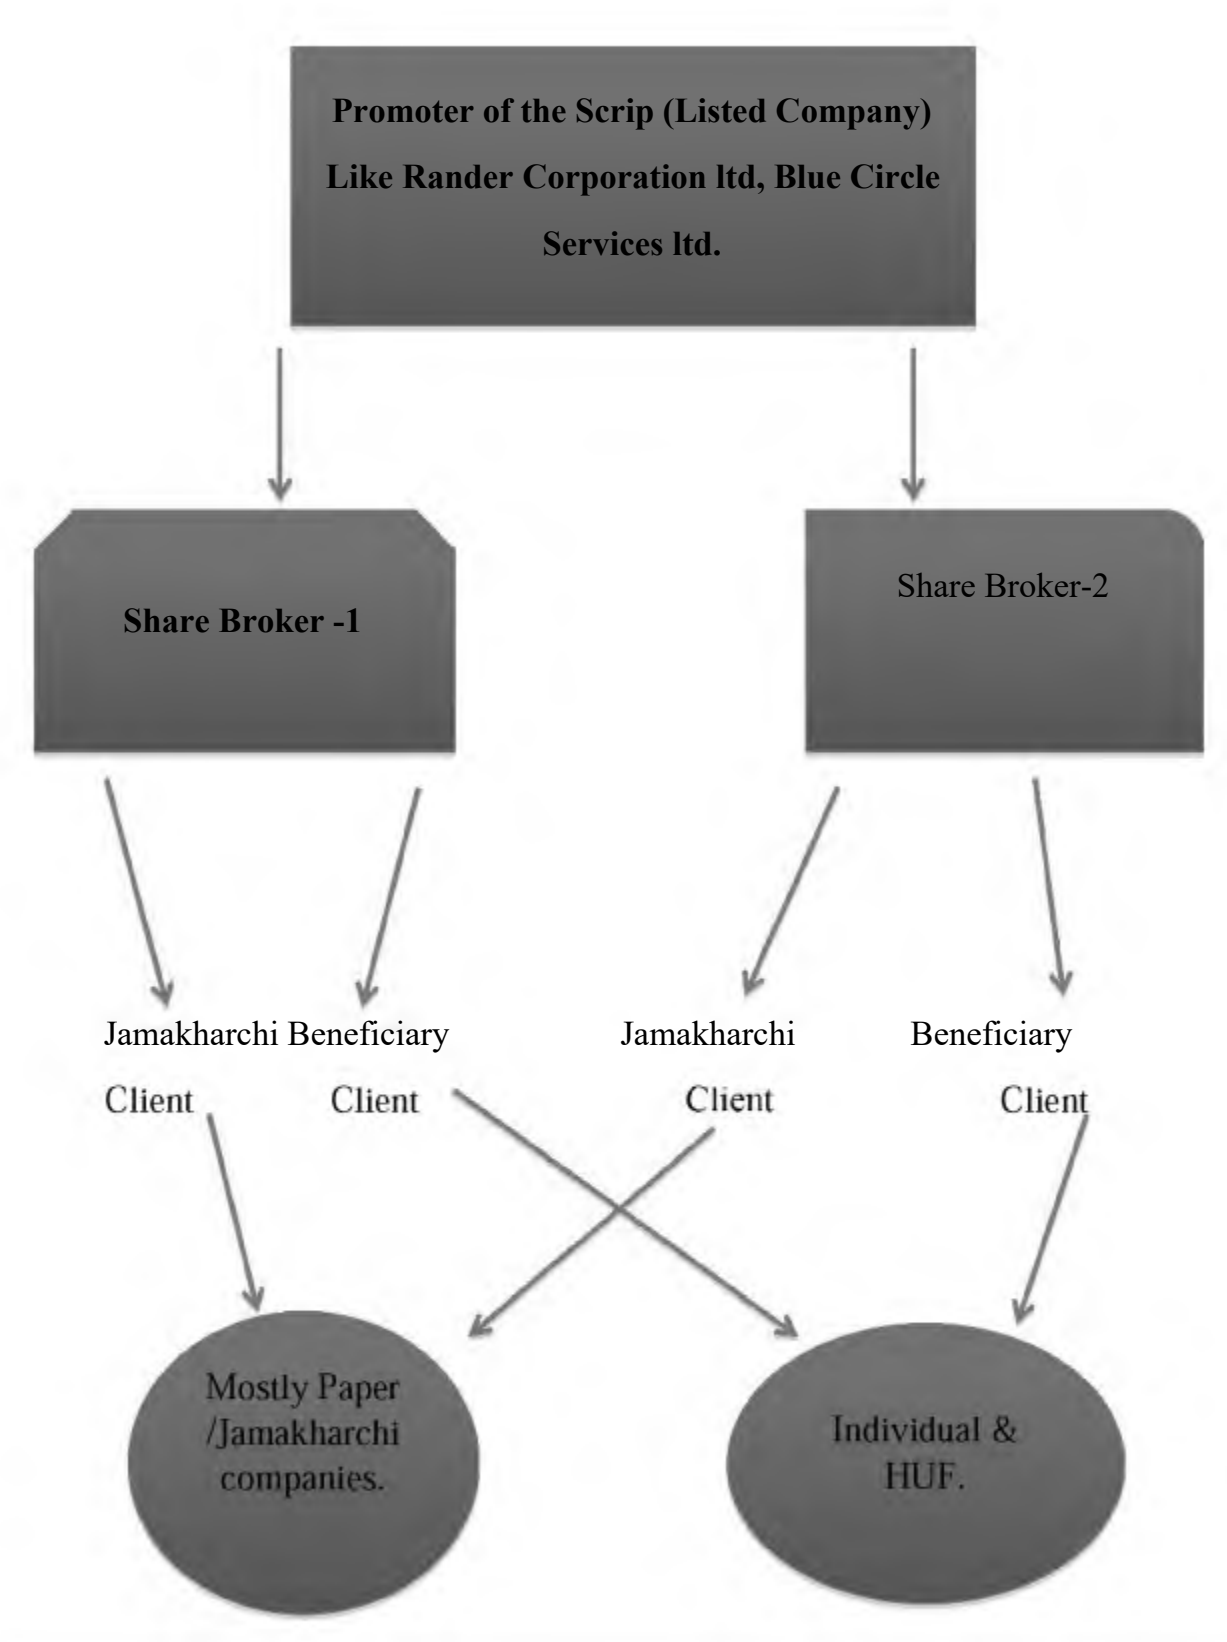 Promoter of the Scrip (Listed Company)
Like Rander Corporation ltd, Blue Circle
Services ltd.
Share Broker -1
Share Broker-2
Jamakharchi Beneficiary
Client Client
Jamakharchi
Client
Beneficiary
Client
Mostly Paper
/Jamakharchi
companies.
Individual &
HUF.